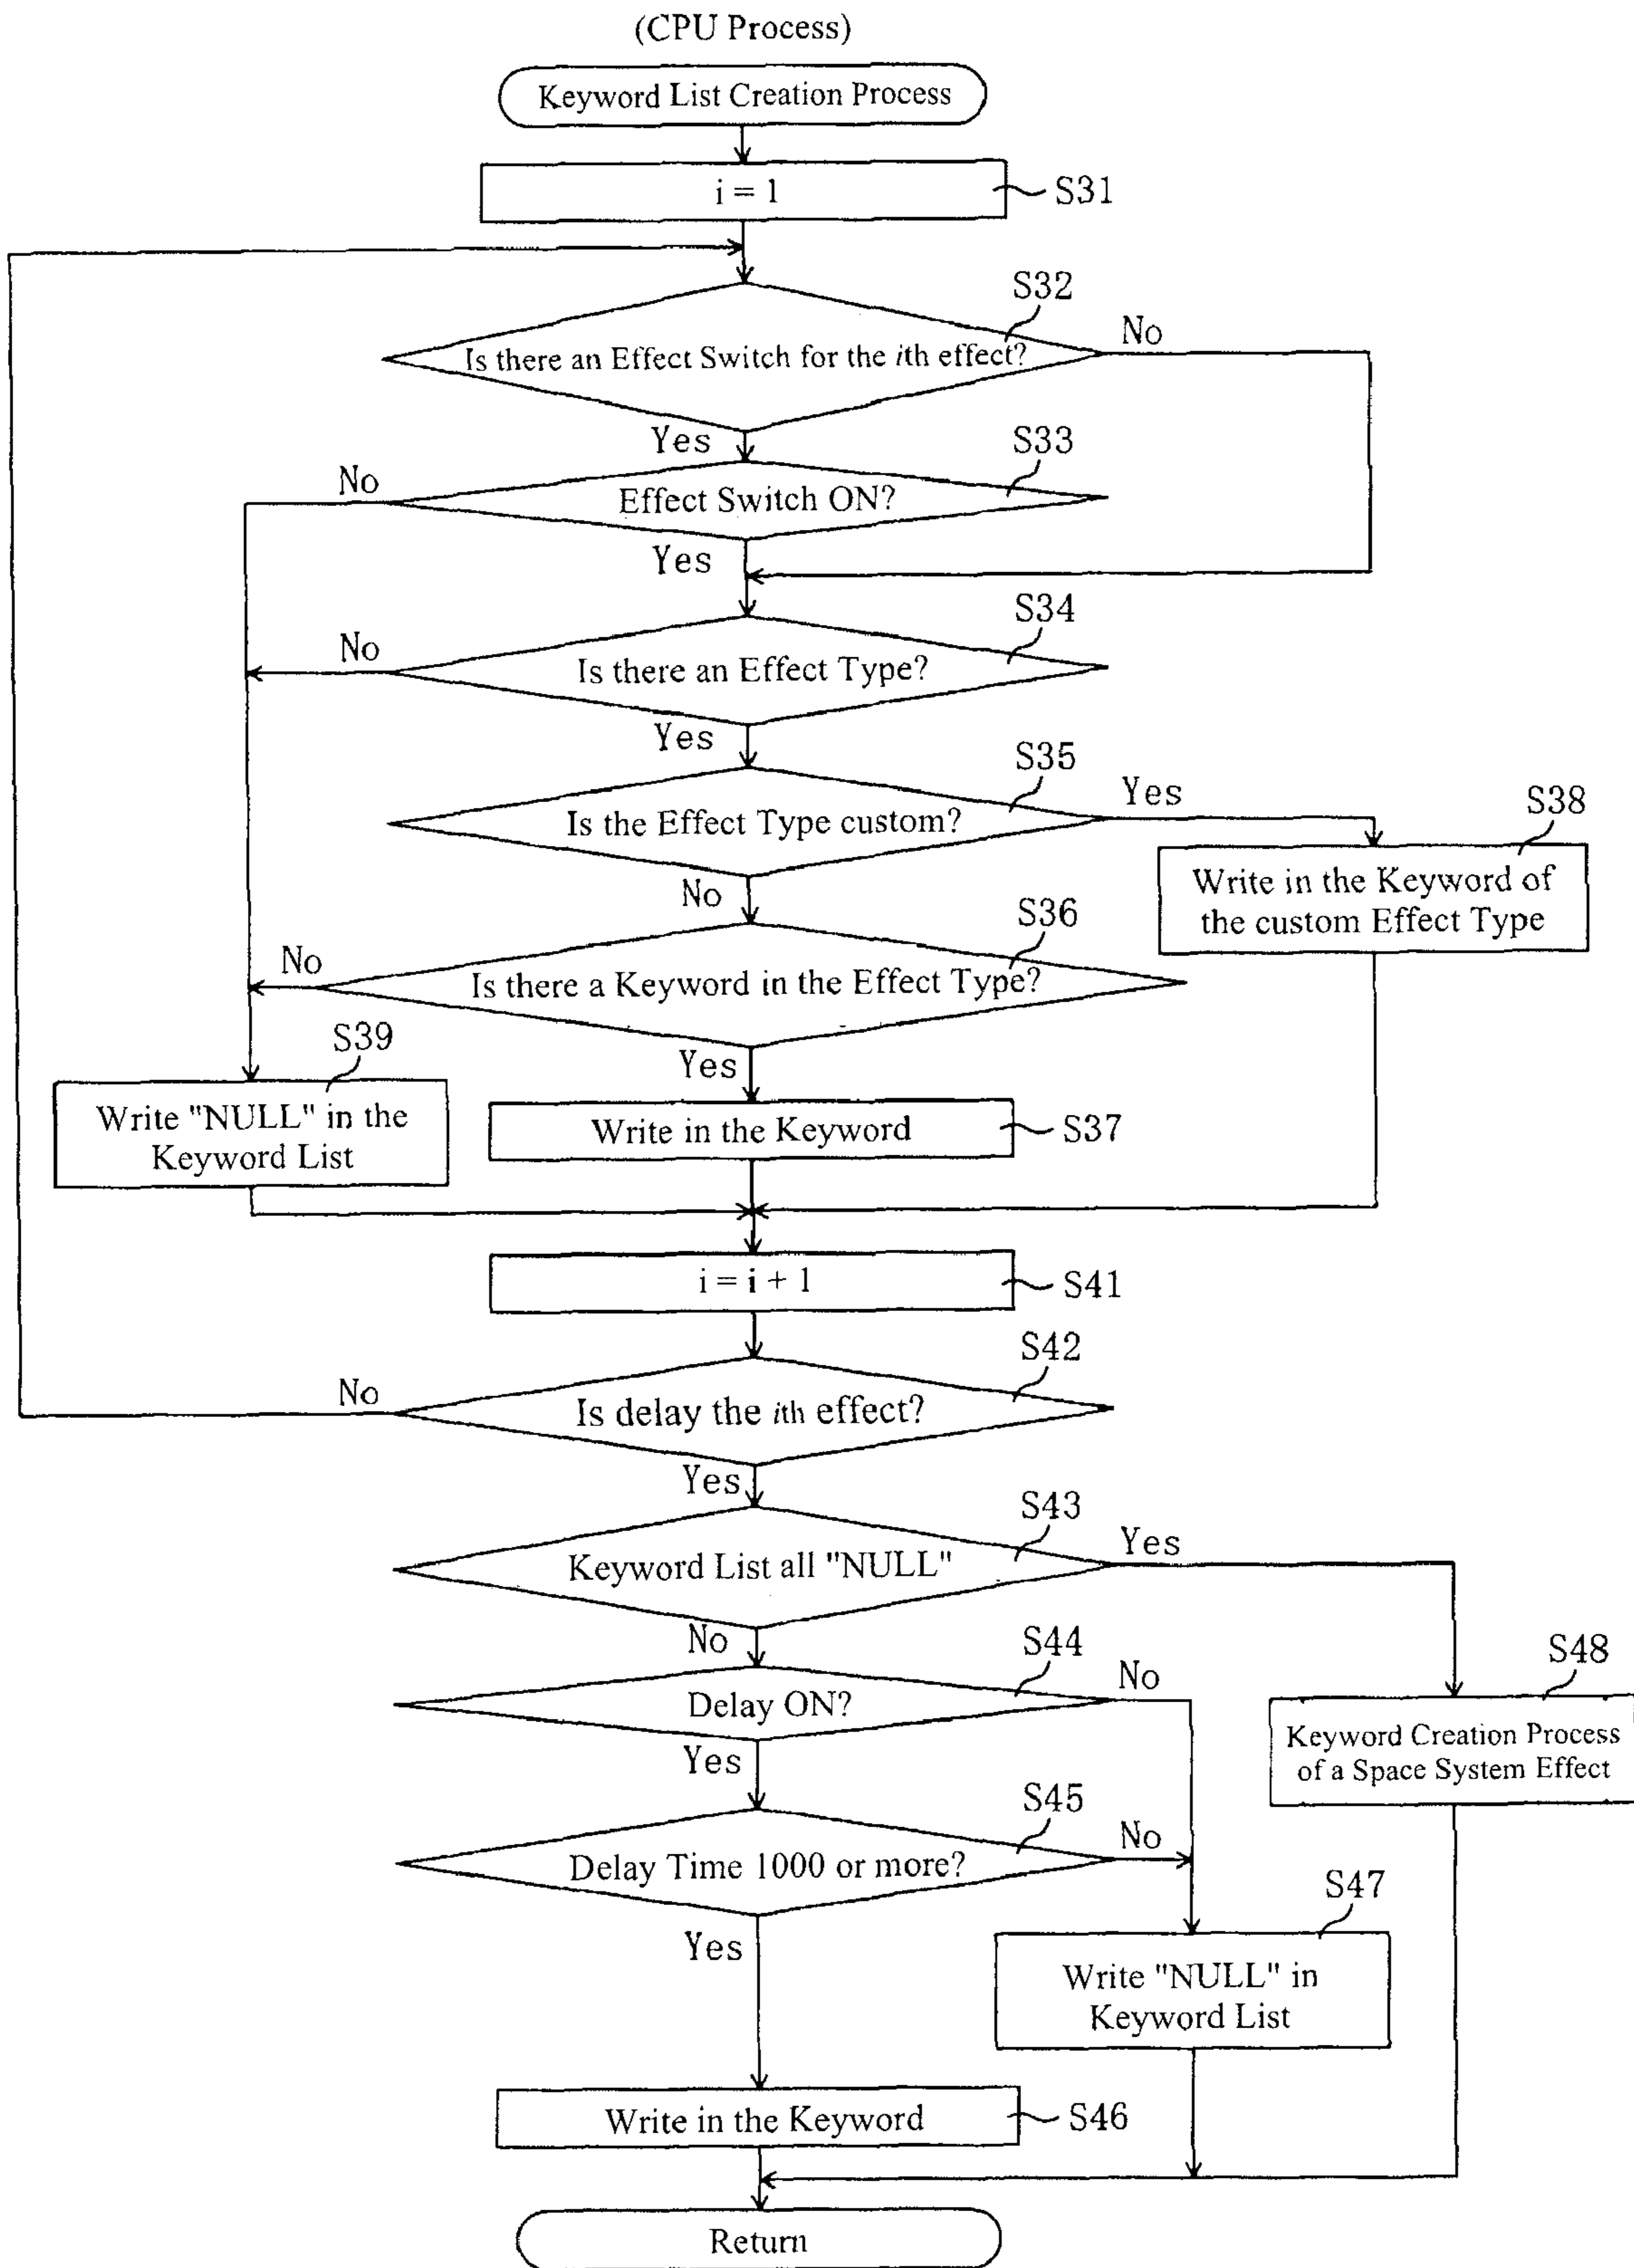 (CPU Process)
Keyword List Creation Process
i = 1
S31
S32
No
Is there an Effect Switch for the ith effect?
Yes
S33
No
Effect Switch ON?
Yes
S34
No
Is there an Effect Type?
Yes
S35
Yes
Is the Effect Type custom?
S38
Write in the Keyword of
the custom Effect Type
No
S36
No
Is there a Keyword in the Effect Type?
S39
Yes
Write "NULL" in the
Keyword List
Write in the Keyword
S37
i = i + 1
S41
S42
No
Is delay the ith effect?
Yes
S43
Yes
Keyword List all "NULL"
No
S44
No
Delay ON?
S48
Keyword Creation Process
of a Space System Effect
Yes
S45
No
Delay Time 1000 or more?
S47
Yes
Write "NULL" in
Keyword List
Write in the Keyword
S46
Return